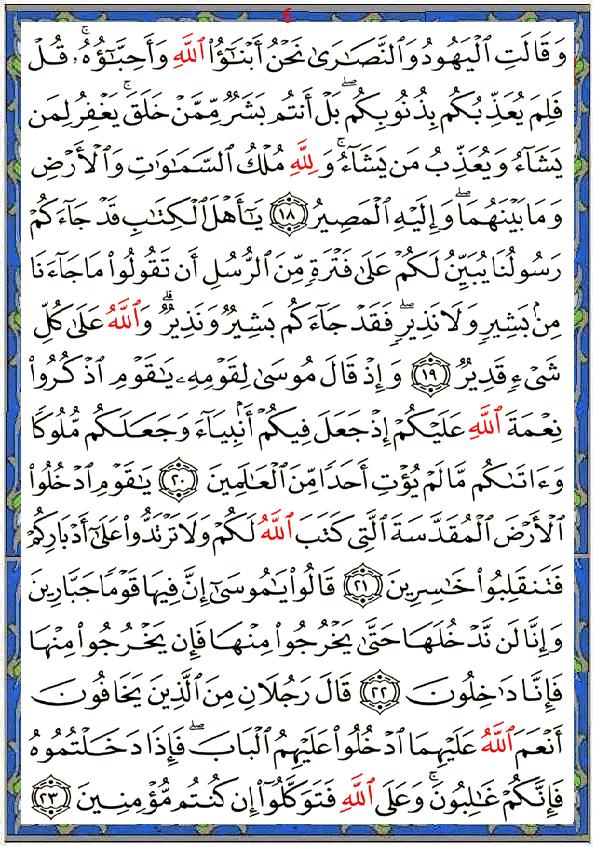 6
وَقَالَتِ ٱلۡيَهُودُ وَٱلنَّصَٰرَىٰ نَحۡنُ أَبۡنَٰٓؤُاْ ٱللَّهِ وَأَحِبَّٰٓؤُهُۥۚ قُلۡ
فَلِمَ يُعَذِّبُكُم بِذُنُوبِكُمۖ بَلۡ أَنتُم بَشَرٞ مِّمَّنۡ خَلَقَۚ يَغۡفِرُ لِمَن
يَشَآءُ وَيُعَذِّبُ مَن يَشَآءُۚ وَلِلَّهِ مُلۡكُ ٱلسَّمَٰوَٰتِ وَٱلۡأَرۡضِ
وَمَا بَيۡنَهُمَاۖ وَإِلَيۡهِ ٱلۡمَصِيرُ ١٨ يَٰٓأَهۡلَ ٱلۡكِتَٰبِ قَدۡ جَآءَكُمۡ
رَسُولُنَا يُبَيِّنُ لَكُمۡ عَلَىٰ فَتۡرَةٖ مِّنَ ٱلرُّسُلِ أَن تَقُولُواْ مَا جَآءَنَا
مِنۢ بَشِيرٖ وَلَا نَذِيرٖۖ فَقَدۡ جَآءَكُم بَشِيرٞ وَنَذِيرٞۗ وَٱللَّهُ عَلَىٰ كُلِّ
شَيۡءٖ قَدِيرٞ ١٩ وَإِذۡ قَالَ مُوسَىٰ لِقَوۡمِهِۦ يَٰقَوۡمِ ٱذۡكُرُواْ
نِعۡمَةَ ٱللَّهِ عَلَيۡكُمۡ إِذۡ جَعَلَ فِيكُمۡ أَنۢبِيَآءَ وَجَعَلَكُم مُّلُوكٗا
وَءَاتَىٰكُم مَّا لَمۡ يُؤۡتِ أَحَدٗا مِّنَ ٱلۡعَٰلَمِينَ ٢٠ يَٰقَوۡمِ ٱدۡخُلُواْ
ٱلۡأَرۡضَ ٱلۡمُقَدَّسَةَ ٱلَّتِي كَتَبَ ٱللَّهُ لَكُمۡ وَلَا تَرۡتَدُّواْ عَلَىٰٓ أَدۡبَارِكُمۡ
فَتَنقَلِبُواْ خَٰسِرِينَ ٢١ قَالُواْ يَٰمُوسَىٰٓ إِنَّ فِيهَا قَوۡمٗا جَبَّارِينَ
وَإِنَّا لَن نَّدۡخُلَهَا حَتَّىٰ يَخۡرُجُواْ مِنۡهَا فَإِن يَخۡرُجُواْ مِنۡهَا
فَإِنَّا دَٰخِلُونَ ٢٢ قَالَ رَجُلَانِ مِنَ ٱلَّذِينَ يَخَافُونَ
أَنۡعَمَ ٱللَّهُ عَلَيۡهِمَا ٱدۡخُلُواْ عَلَيۡهِمُ ٱلۡبَابَۖ فَإِذَا دَخَلۡتُمُوهُ
فَإِنَّكُمۡ غَٰلِبُونَۚ وَعَلَى ٱللَّهِ فَتَوَكَّلُوٓاْ إِن كُنتُم مُّؤۡمِنِينَ ٢٣